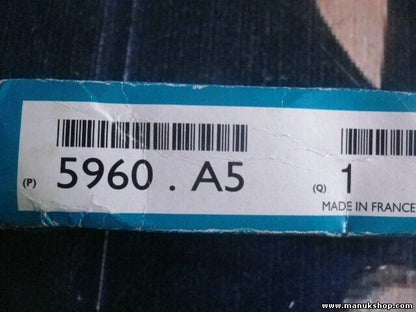 (P) 5960 . A5 (Q) 1
MADE IN FRANCE
www.manukshop.com